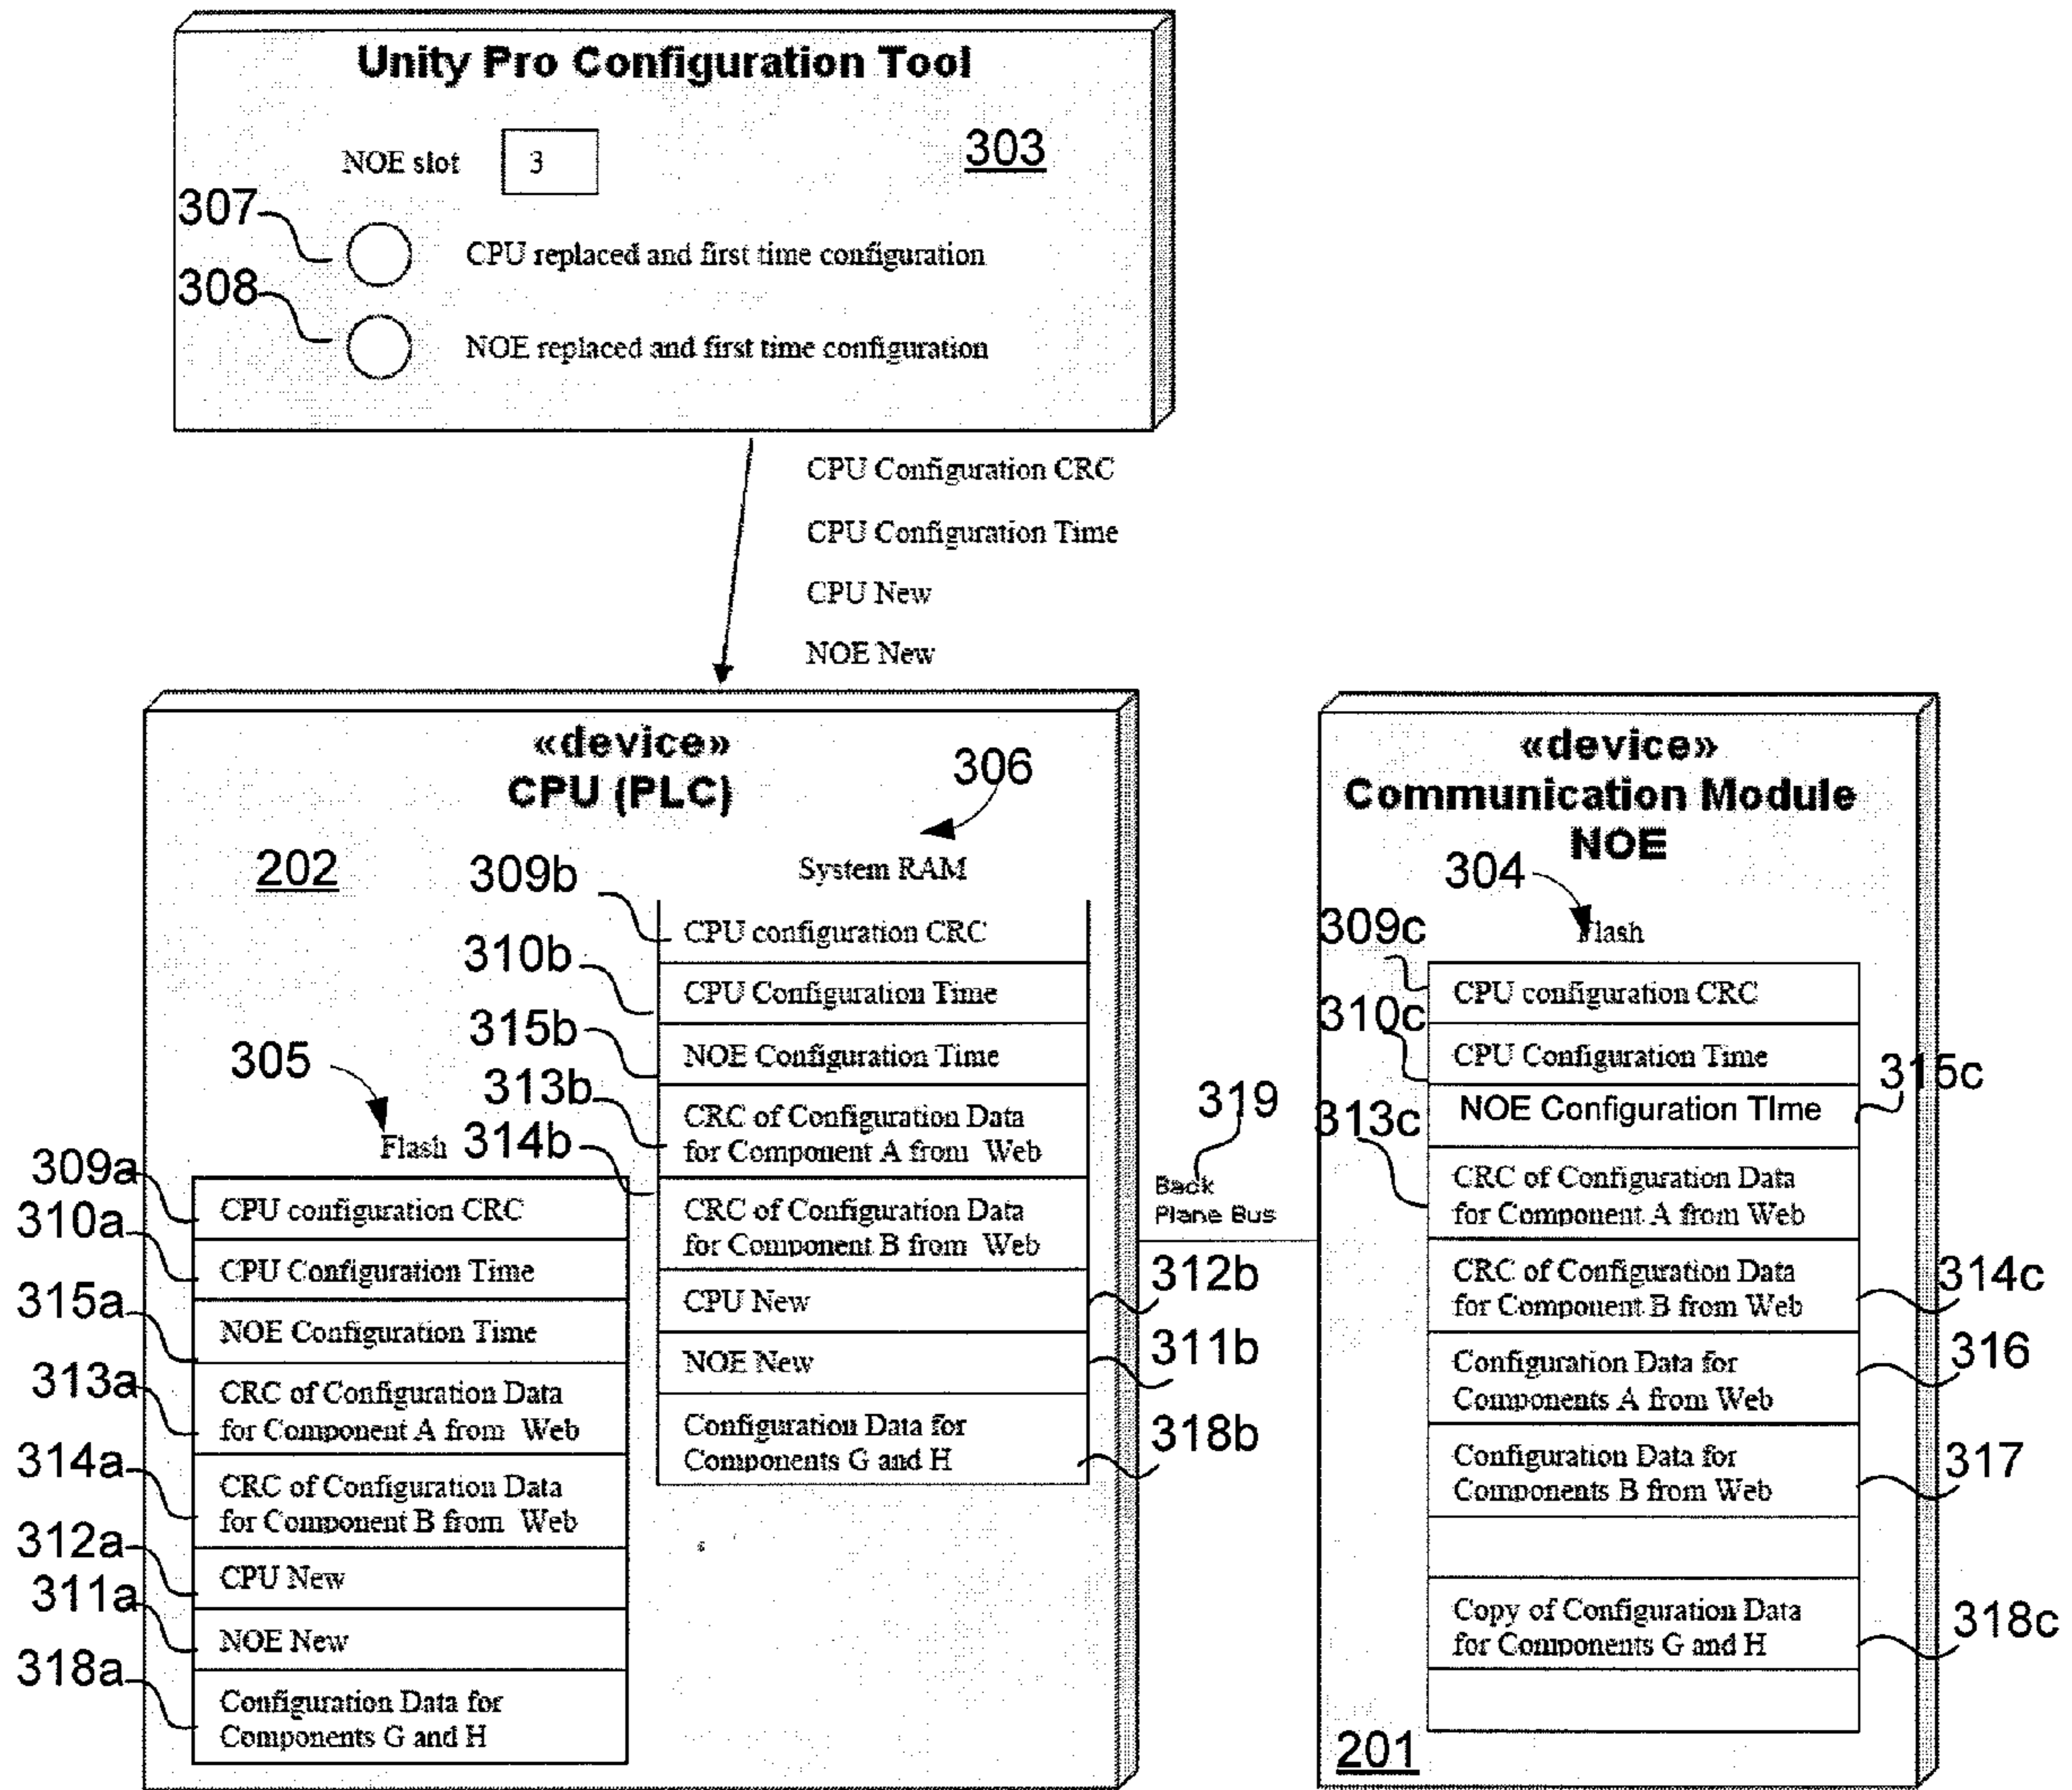 Unity Pro Configuration Tool
NOE slot 3
303
307
CPU replaced and first time configuration
308
NOE replaced and first time configuration
CPU Configuration CRC
CPU Configuration Time
CPU New
NOE New
«device»
CPU (PLC)
306
202
System RAM
309b
CPU configuration CRC
310b
CPU Configuration Time
315b
NOE Configuration Time
313b
CRC of Configuration Data
for Component A from Web
314b
CRC of Configuration Data
for Component B from Web
CPU New
312b
NOE New
311b
Configuration Data for
Components G and H
318b
305
Flash
309a
CPU configuration CRC
310a
CPU Configuration Time
315a
NOE Configuration Time
313a
CRC of Configuration Data
for Component A from Web
314a
CRC of Configuration Data
for Component B from Web
312a
CPU New
311a
NOE New
318a
Configuration Data for
Components G and H
319
Back
Plane Bus
«device»
Communication Module
NOE
304
Flash
309c
CPU configuration CRC
310c
CPU Configuration Time
315c
NOE Configuration TIme
313c
CRC of Configuration Data
for Component A from Web
CRC of Configuration Data
for Component B from Web
314c
Configuration Data for
Components A from Web
316
Configuration Data for
Components B from Web
317
Copy of Configuration Data
for Components G and H
318c
201